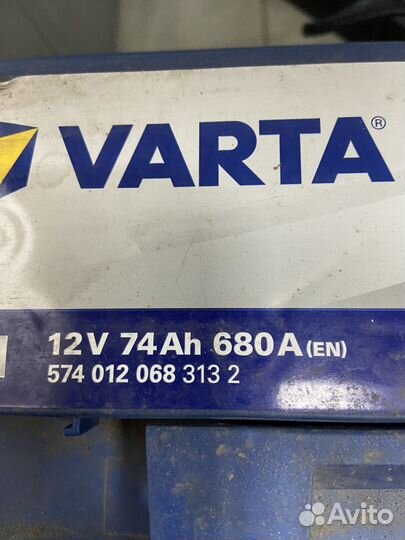 VARTA®
12V 74Ah 680A (EN)
574 012 068 313 2
Avito